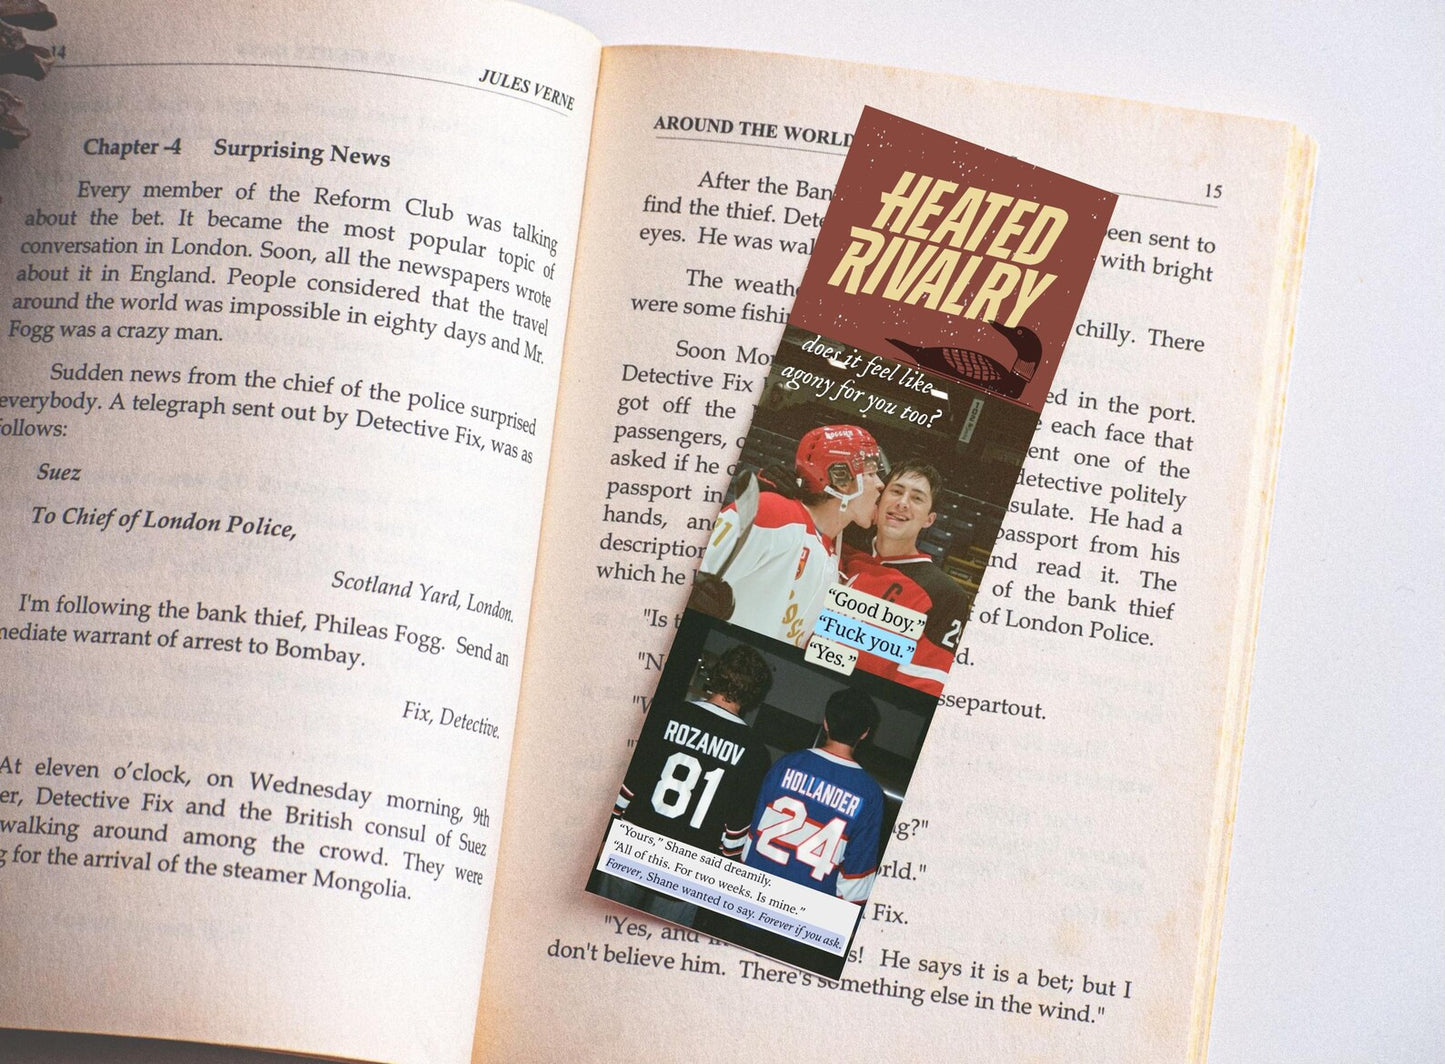 14
JULES VERNE
Chapter -4 Surprising News
Every member of the Reform Club was talking
about the bet. It became the most popular topic of
conversation in London. Soon, all the newspapers wrote
about it in England. People considered that the travel
around the world was impossible in eighty days and Mr.
Fogg was a crazy man.
Sudden news from the chief of the police surprised
everybody. A telegraph sent out by Detective Fix, was as
follows:
Suez
To Chief of London Police,
Scotland Yard, London.
I'm following the bank thief, Phileas Fogg. Send an
mediate warrant of arrest to Bombay.
Fix, Detective.
At eleven o'clock, on Wednesday morning, 9th
er, Detective Fix and the British consul of Suez
walking around among the crowd. They were
g for the arrival of the steamer Mongolia.
AROUND THE WORLD
15
After the Ban
een sent to
find the thief. Dete
with bright
eyes. He was wal
The weathe
chilly. There
were some fishi
Soon Mo
ed in the port.
Detective Fix
e each face that
got off the
ent one of the
passengers,
detective politely
asked if he
sulate. He had a
passport in
passport from his
hands, an
nd read it. The
description
of the bank thief
which he
of London Police.
"Is
d.
"N
ssepartout.
g?"
rld."
Fix.
"Yes, and
s! He says it is a bet; but I
don't believe him. There's something else in the wind."
HEATED
RIVALRY
does it feel like
agony for you too?
"Good boy."
"Fuck you."
"Yes."
ROZANOV
81
HOLLANDER
24
"Yours," Shane said dreamily.
"All of this. For two weeks. Is mine."
Forever, Shane wanted to say. Forever if you ask.